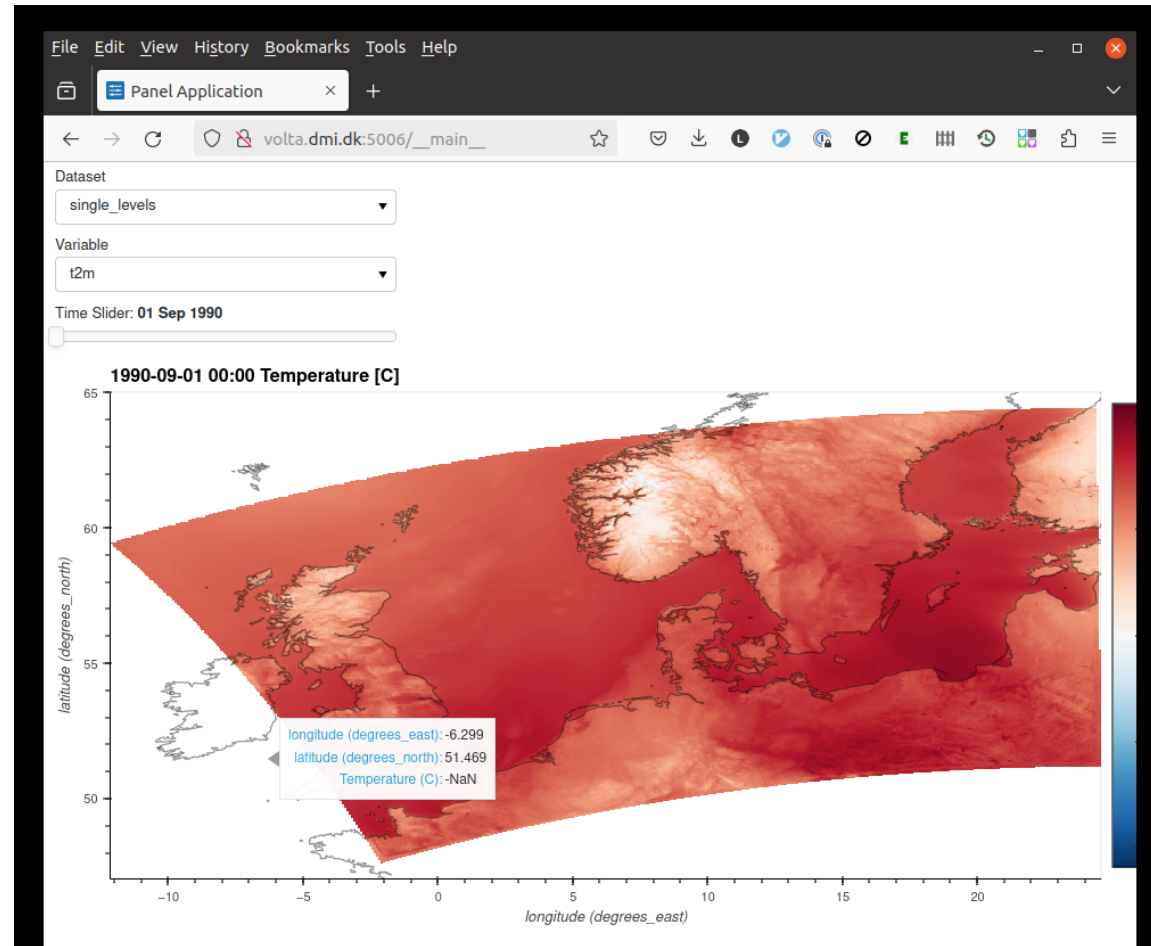 File Edit View History Bookmarks Tools Help
Panel Application
volta.dmi.dk:5006/__main__
L
E
Dataset
single_levels
Variable
t2m
Time Slider: 01 Sep 1990
1990-09-01 00:00 Temperature [C]
65
60
55
50
latitude (degrees_north)
longitude (degrees_east): -6.299
latitude (degrees_north): 51.469
Temperature (C): -NaN
−10 −5 0 5 10 15 20
longitude (degrees_east)